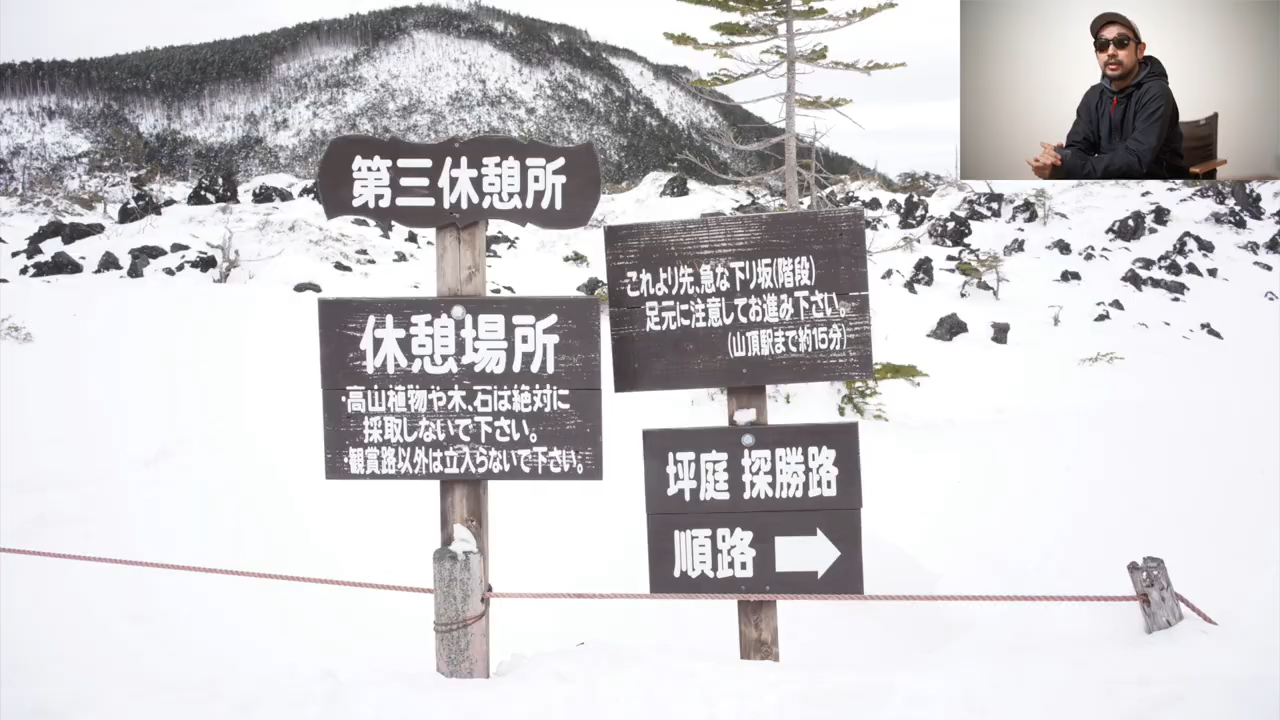 第三休憩所
休憩場所
・高山植物や木、石は絶対に
採取しないで下さい。
・観賞路以外は立入らないで下さい。
これより先、急な下り坂(階段)
足元に注意してお進み下さい。
(山頂駅まで約15分)
坪庭 探勝路
順路